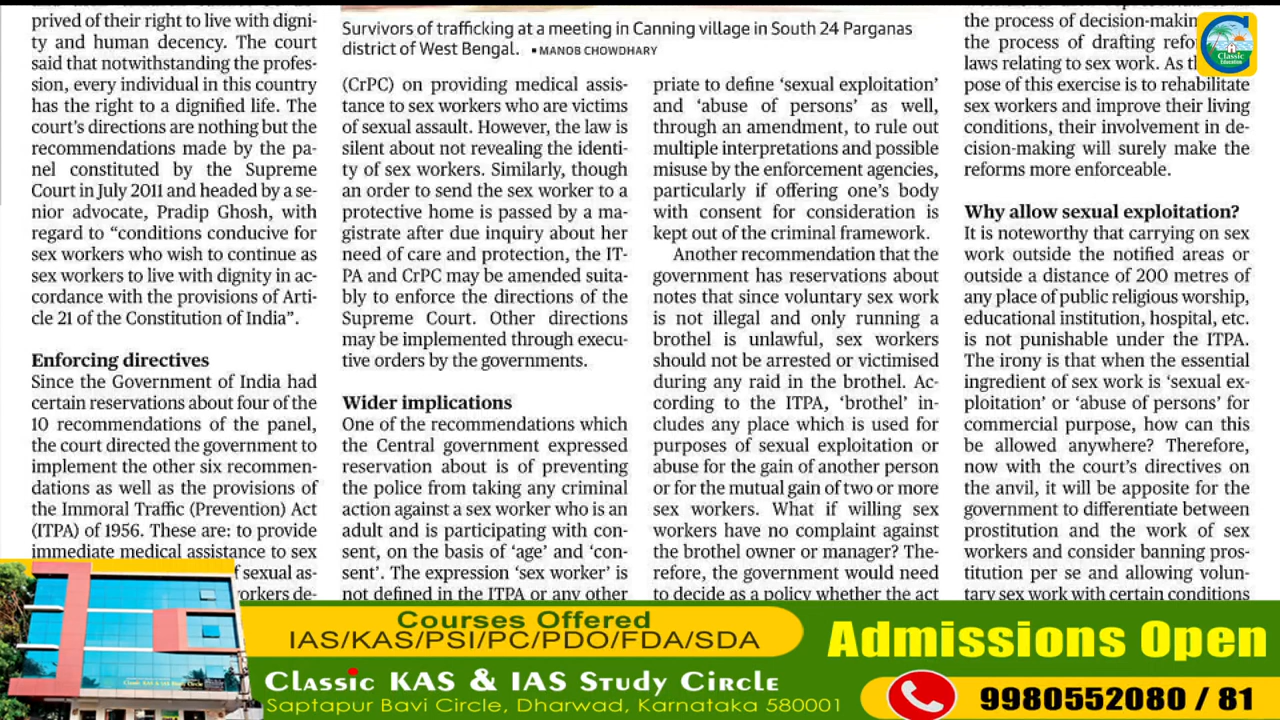 prived of their right to live with digni-
ty and human decency. The court
said that notwithstanding the profes-
sion, every individual in this country
has the right to a dignified life. The
court's directions are nothing but the
recommendations made by the pa-
nel constituted by the Supreme
Court in July 2011 and headed by a se-
nior advocate, Pradip Ghosh, with
regard to “conditions conducive for
sex workers who wish to continue as
sex workers to live with dignity in ac-
cordance with the provisions of Arti-
cle 21 of the Constitution of India”.
Enforcing directives
Since the Government of India had
certain reservations about four of the
10 recommendations of the panel,
the court directed the government to
implement the other six recommen-
dations as well as the provisions of
the Immoral Traffic (Prevention) Act
(ITPA) of 1956. These are: to provide
immediate medical assistance to sex
f sexual as-
orkers de-
Survivors of trafficking at a meeting in Canning village in South 24 Parganas
district of West Bengal. ▪ MANOB CHOWDHARY
(CrPC) on providing medical assis-
tance to sex workers who are victims
of sexual assault. However, the law is
silent about not revealing the identi-
ty of sex workers. Similarly, though
an order to send the sex worker to a
protective home is passed by a ma-
gistrate after due inquiry about her
need of care and protection, the IT-
PA and CrPC may be amended suita-
bly to enforce the directions of the
Supreme Court. Other directions
may be implemented through execu-
tive orders by the governments.
Wider implications
One of the recommendations which
the Central government expressed
reservation about is of preventing
the police from taking any criminal
action against a sex worker who is an
adult and is participating with con-
sent, on the basis of ‘age’ and ‘con-
sent’. The expression ‘sex worker’ is
not defined in the ITPA or any other
priate to define ‘sexual exploitation’
and ‘abuse of persons’ as well,
through an amendment, to rule out
multiple interpretations and possible
misuse by the enforcement agencies,
particularly if offering one's body
with consent for consideration is
kept out of the criminal framework.
Another recommendation that the
government has reservations about
notes that since voluntary sex work
is not illegal and only running a
brothel is unlawful, sex workers
should not be arrested or victimised
during any raid in the brothel. Ac-
cording to the ITPA, ‘brothel’ in-
cludes any place which is used for
purposes of sexual exploitation or
abuse for the gain of another person
or for the mutual gain of two or more
sex workers. What if willing sex
workers have no complaint against
the brothel owner or manager? The-
refore, the government would need
to decide as a policy whether the act
the process of decision-makin
the process of drafting refo
laws relating to sex work. As t
pose of this exercise is to rehabilitate
sex workers and improve their living
conditions, their involvement in de-
cision-making will surely make the
reforms more enforceable.
Why allow sexual exploitation?
It is noteworthy that carrying on sex
work outside the notified areas or
outside a distance of 200 metres of
any place of public religious worship,
educational institution, hospital, etc.
is not punishable under the ITPA.
The irony is that when the essential
ingredient of sex work is ‘sexual ex-
ploitation’ or ‘abuse of persons’ for
commercial purpose, how can this
be allowed anywhere? Therefore,
now with the court's directives on
the anvil, it will be apposite for the
government to differentiate between
prostitution and the work of sex
workers and consider banning pros-
titution per se and allowing volun-
tary sex work with certain conditions
Classic
Education
Courses Offered
IAS/KAS/PSI/PC/PDO/FDA/SDA
Classic KAS & IAS Study Circle
Saptapur Bavi Circle, Dharwad, Karnataka 580001
Admissions Open
9980552080 / 81
Classic KAS & IAS Study Circle